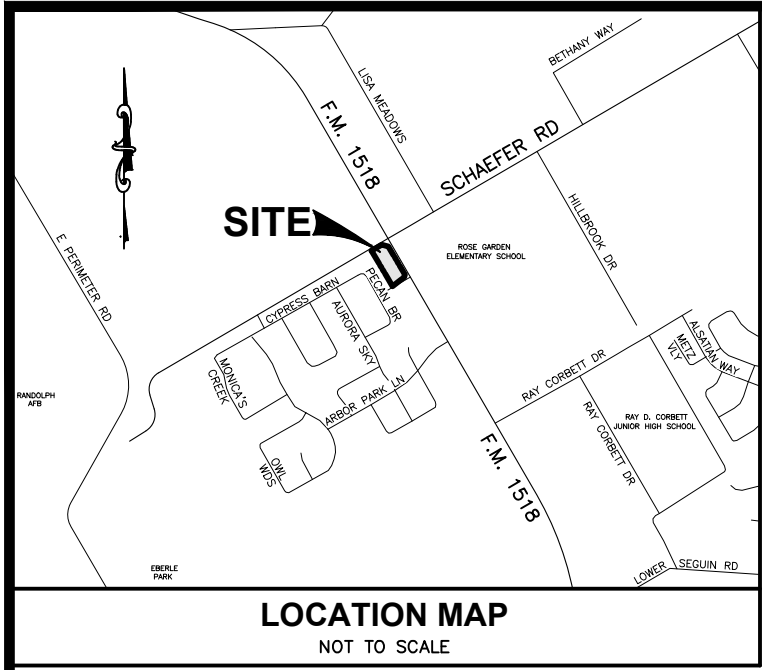 BETHANY WAY
LISA MEADOWS
F.M. 1518
SCHAEFER RD
SITE
E PERIMETER RD
ROSE GARDEN
ELEMENTARY SCHOOL
HILLBROOK DR
CYPRESS BARN
PECAN BR
AURORA SKY
MONICA'S
CREEK
ARBOR PARK LN
RANDOLPH
AFB
OWL
WDS
RAY CORBETT DR
METZ
VLY
ALSATIAN WAY
RAY CORBETT DR
RAY D. CORBETT
JUNIOR HIGH SCHOOL
F.M. 1518
EBERLE
PARK
LOWER SEGUIN RD
LOCATION MAP
NOT TO SCALE